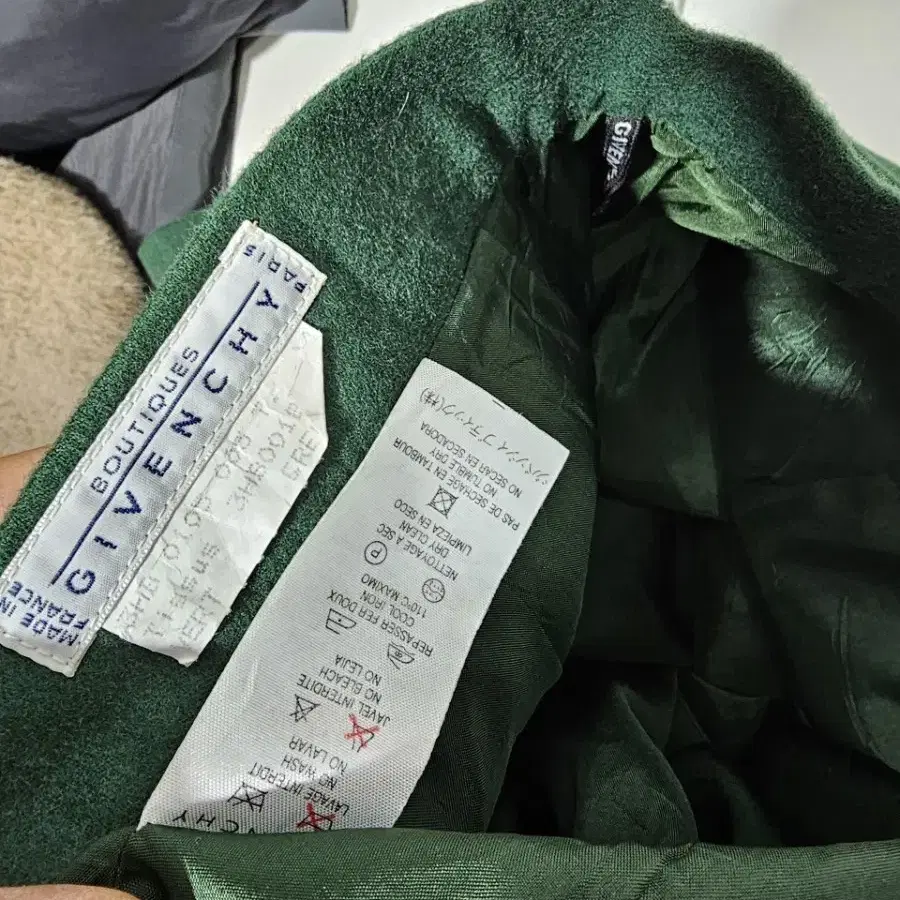 BOUTIQUES
GIVENCHY
PARIS
MADE IN
FRANCE
GIVEN
LAVAGE INTERDIT
NO WASH
NO LAVAR
JAVEL INTERDITE
NO BLEACH
NO LEJIA
REPASSER FER DOUX
COOL IRON
110°C MAXIMO
NETTOYAGE A SEC
DRY CLEAN
LIMPIEZA EN SECO
P
PAS DE SECHAGE EN TAMBOUR
NO TUMBLE DRY
NO SECAR EN SECADORA